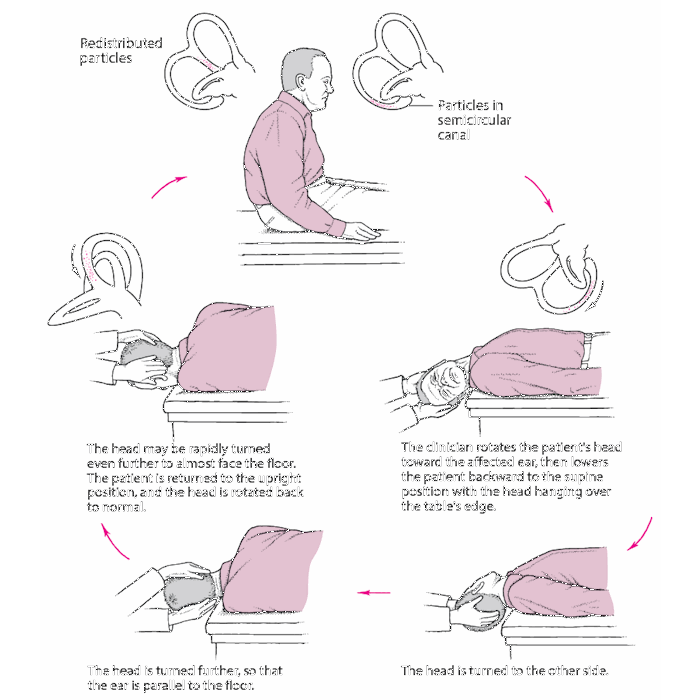 Redistributed
particles
Particles in
semicircular
canal
The clinician rotates the patient's head
toward the affected ear, then lowers
the patient backward to the supine
position with the head hanging over
the table's edge.
The head is turned to the other side.
The head is turned further, so that
the ear is parallel to the floor.
The head may be rapidly turned
even further to almost face the floor.
The patient is returned to the upright
position, and the head is rotated back
to normal.